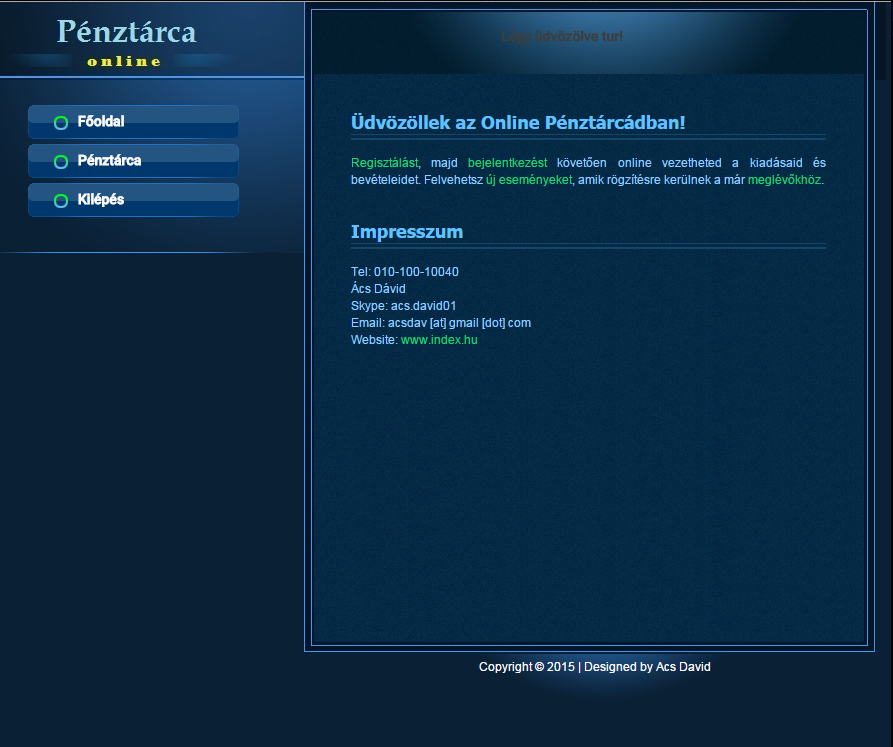 Pénztárca
online
Főoldal
Pénztárca
Kilépés
üdvözölve tur!
Üdvözöllek az Online Pénztárcádban!
Regisztálást, majd bejelentkezést követően online vezetheted a kiadásaid és
bevételeidet. Felvehetsz új eseményeket, amik rögzítésre kerülnek a már meglévőkhöz.
Impresszum
Tel: 010-100-10040
Ács Dávid
Skype: acs.david01
Email: acsdav [at] gmail [dot] com
Website: www.index.hu
Copyright © 2015 | Designed by Acs David